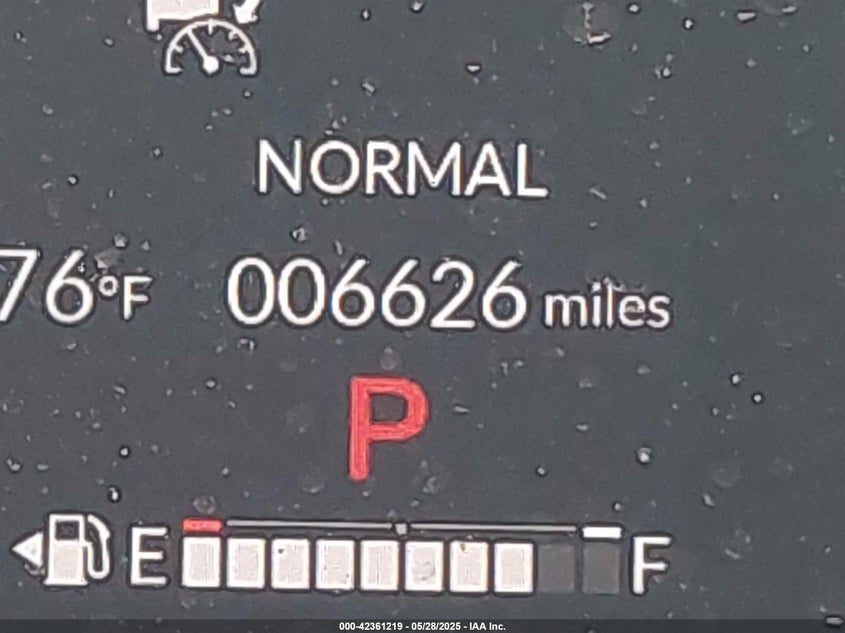 NORMAL
76°F 006626 miles
P
E F
000-42361219 - 05/28/2025 - IAA Inc.